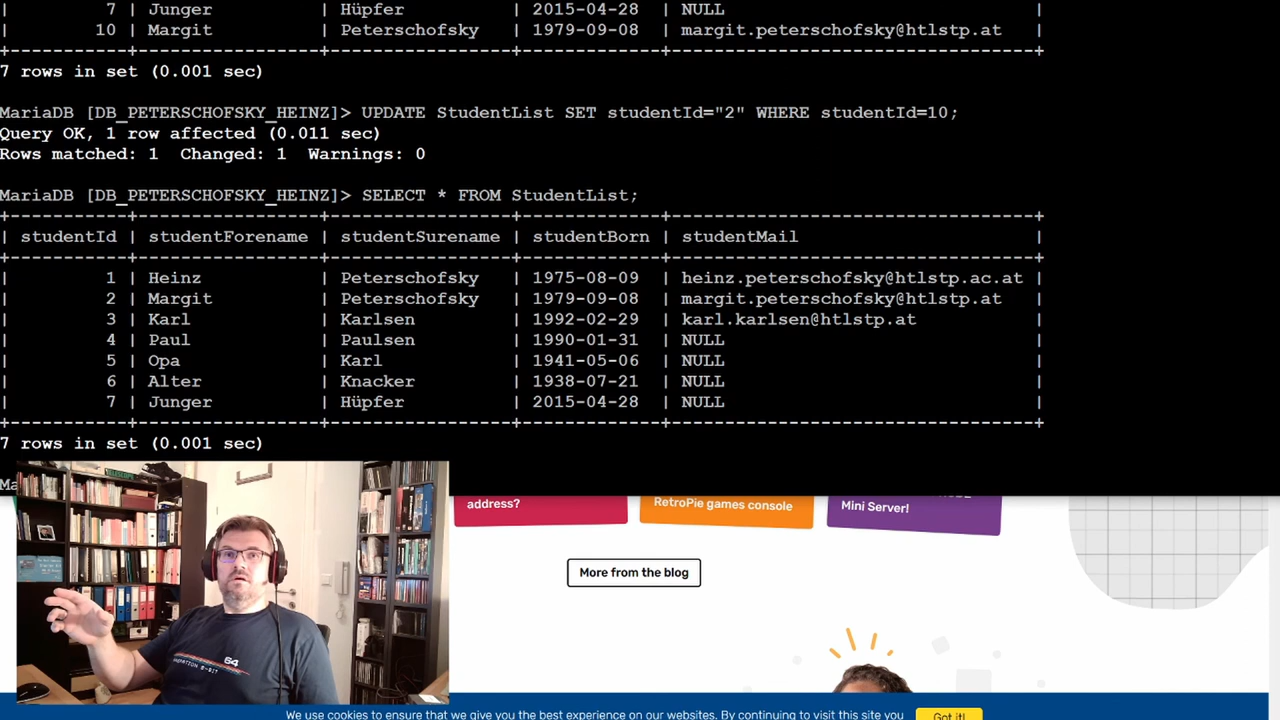 | 7 | Junger | Hüpfer | 2015-04-28 | NULL |
| 10 | Margit | Peterschofsky | 1979-09-08 | margit.peterschofsky@htlstp.at |
+-----------+-----------------+----------------+-------------+----------------------------------+
7 rows in set (0.001 sec)
MariaDB [DB_PETERSCHOFSKY_HEINZ]> UPDATE StudentList SET studentId="2" WHERE studentId=10;
Query OK, 1 row affected (0.011 sec)
Rows matched: 1 Changed: 1 Warnings: 0
MariaDB [DB_PETERSCHOFSKY_HEINZ]> SELECT * FROM StudentList;
+-----------+-----------------+----------------+-------------+----------------------------------+
| studentId | studentForename | studentSurename | studentBorn | studentMail |
+-----------+-----------------+----------------+-------------+----------------------------------+
| 1 | Heinz | Peterschofsky | 1975-08-09 | heinz.peterschofsky@htlstp.ac.at |
| 2 | Margit | Peterschofsky | 1979-09-08 | margit.peterschofsky@htlstp.at |
| 3 | Karl | Karlsen | 1992-02-29 | karl.karlsen@htlstp.at |
| 4 | Paul | Paulsen | 1990-01-31 | NULL |
| 5 | Opa | Karl | 1941-05-06 | NULL |
| 6 | Alter | Knacker | 1938-07-21 | NULL |
| 7 | Junger | Hüpfer | 2015-04-28 | NULL |
+-----------+-----------------+----------------+-------------+----------------------------------+
7 rows in set (0.001 sec)
address?
RetroPie games console
Mini Server!
More from the blog
64
GENERATION 8-BIT
We use cookies to ensure that we give you the best experience on our websites. By continuing to visit this site you
Got it!